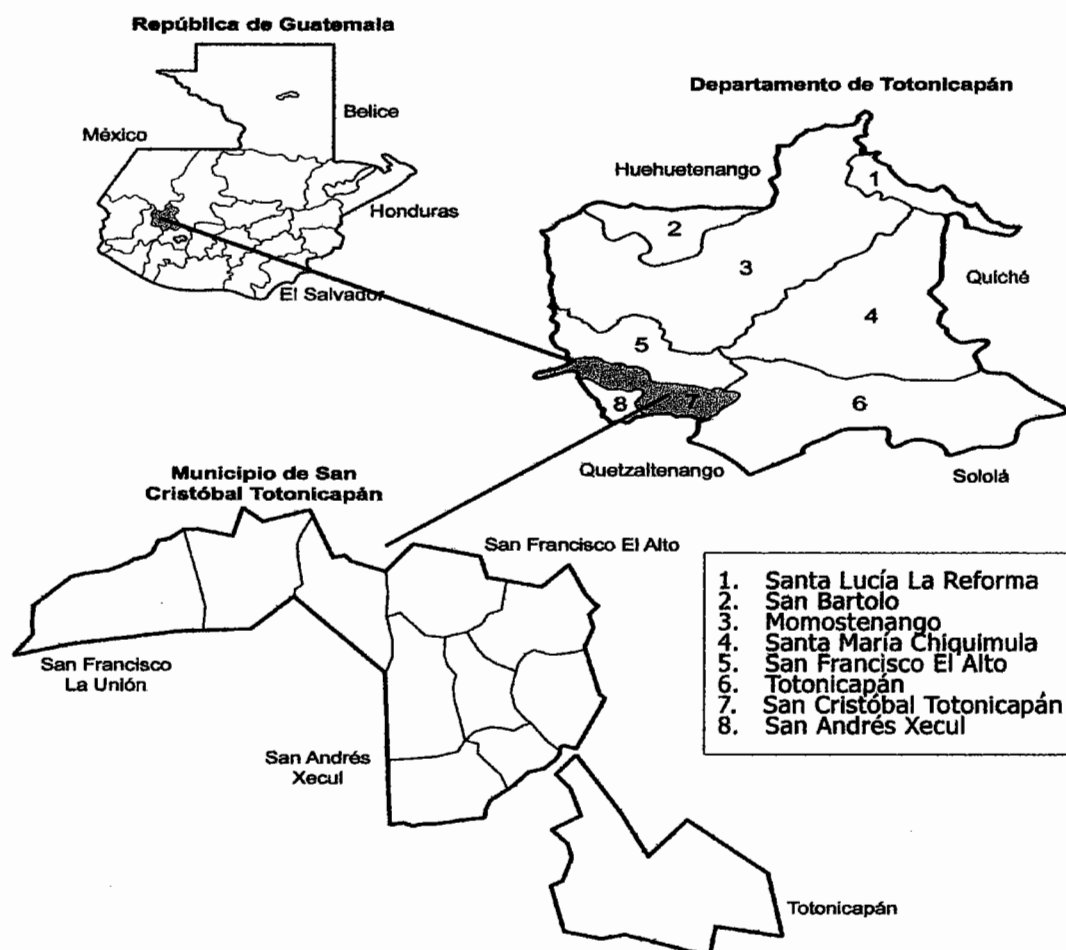 República de Guatemala
Belice
México
Honduras
El Salvador
Departamento de Totonicapán
Huehuetenango
1
2
3
Quiché
4
5
7
8
6
Quetzaltenango
Sololá
Municipio de San
Cristóbal Totonicapán
San Francisco El Alto
San Francisco
La Unión
San Andrés
Xecul
Totonicapán
1. Santa Lucía La Reforma
2. San Bartolo
3. Momostenango
4. Santa María Chiquimula
5. San Francisco El Alto
6. Totonicapán
7. San Cristóbal Totonicapán
8. San Andrés Xecul